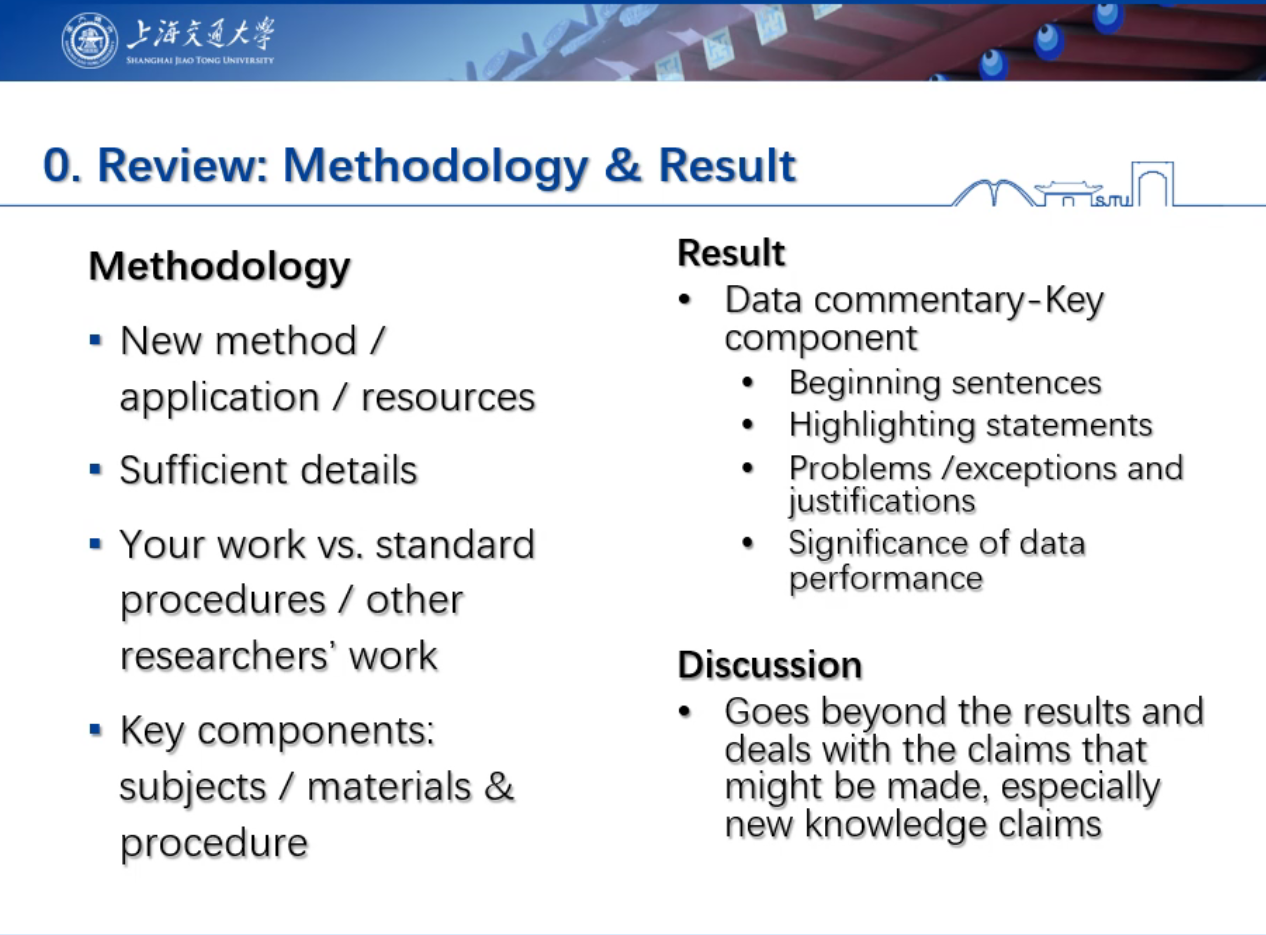 上海交通大学
SHANGHAI JIAO TONG UNIVERSITY
0. Review: Methodology & Result
SJTU
Methodology
▪ New method /
application / resources
▪ Sufficient details
▪ Your work vs. standard
procedures / other
researchers’ work
▪ Key components:
subjects / materials &
procedure
Result
• Data commentary-Key
component
• Beginning sentences
• Highlighting statements
• Problems /exceptions and
justifications
• Significance of data
performance
Discussion
• Goes beyond the results and
deals with the claims that
might be made, especially
new knowledge claims